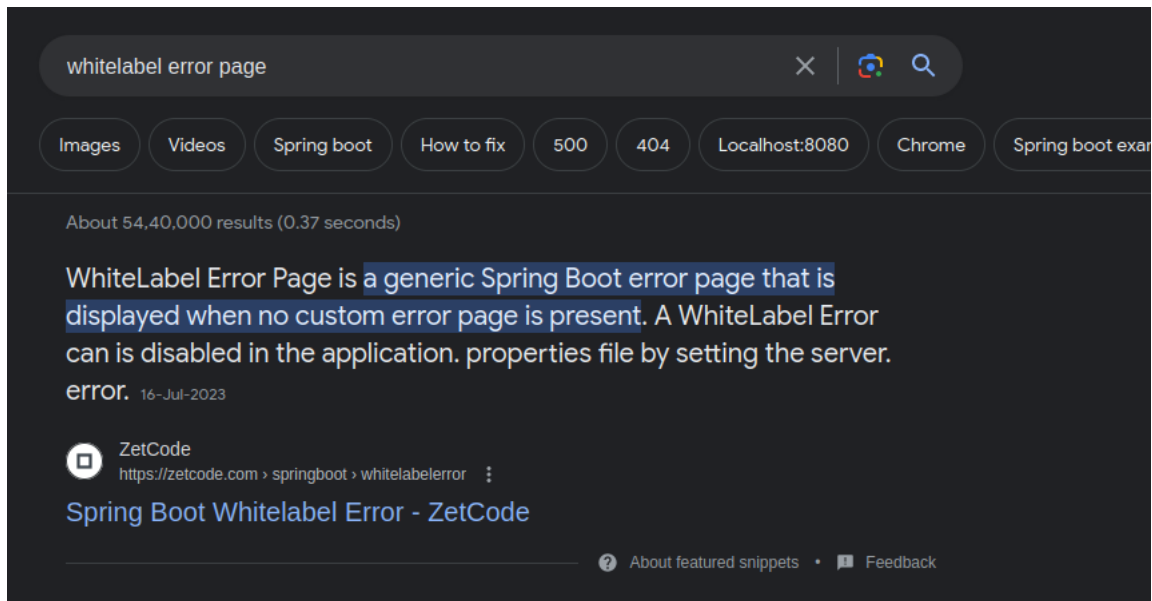 whitelabel error page
Images Videos Spring boot How to fix 500 404 Localhost:8080 Chrome Spring boot exar
About 54,40,000 results (0.37 seconds)
WhiteLabel Error Page is a generic Spring Boot error page that is
displayed when no custom error page is present. A WhiteLabel Error
can is disabled in the application. properties file by setting the server.
error. 16-Jul-2023
ZetCode
https://zetcode.com › springboot › whitelabelerror
Spring Boot Whitelabel Error - ZetCode
About featured snippets • Feedback